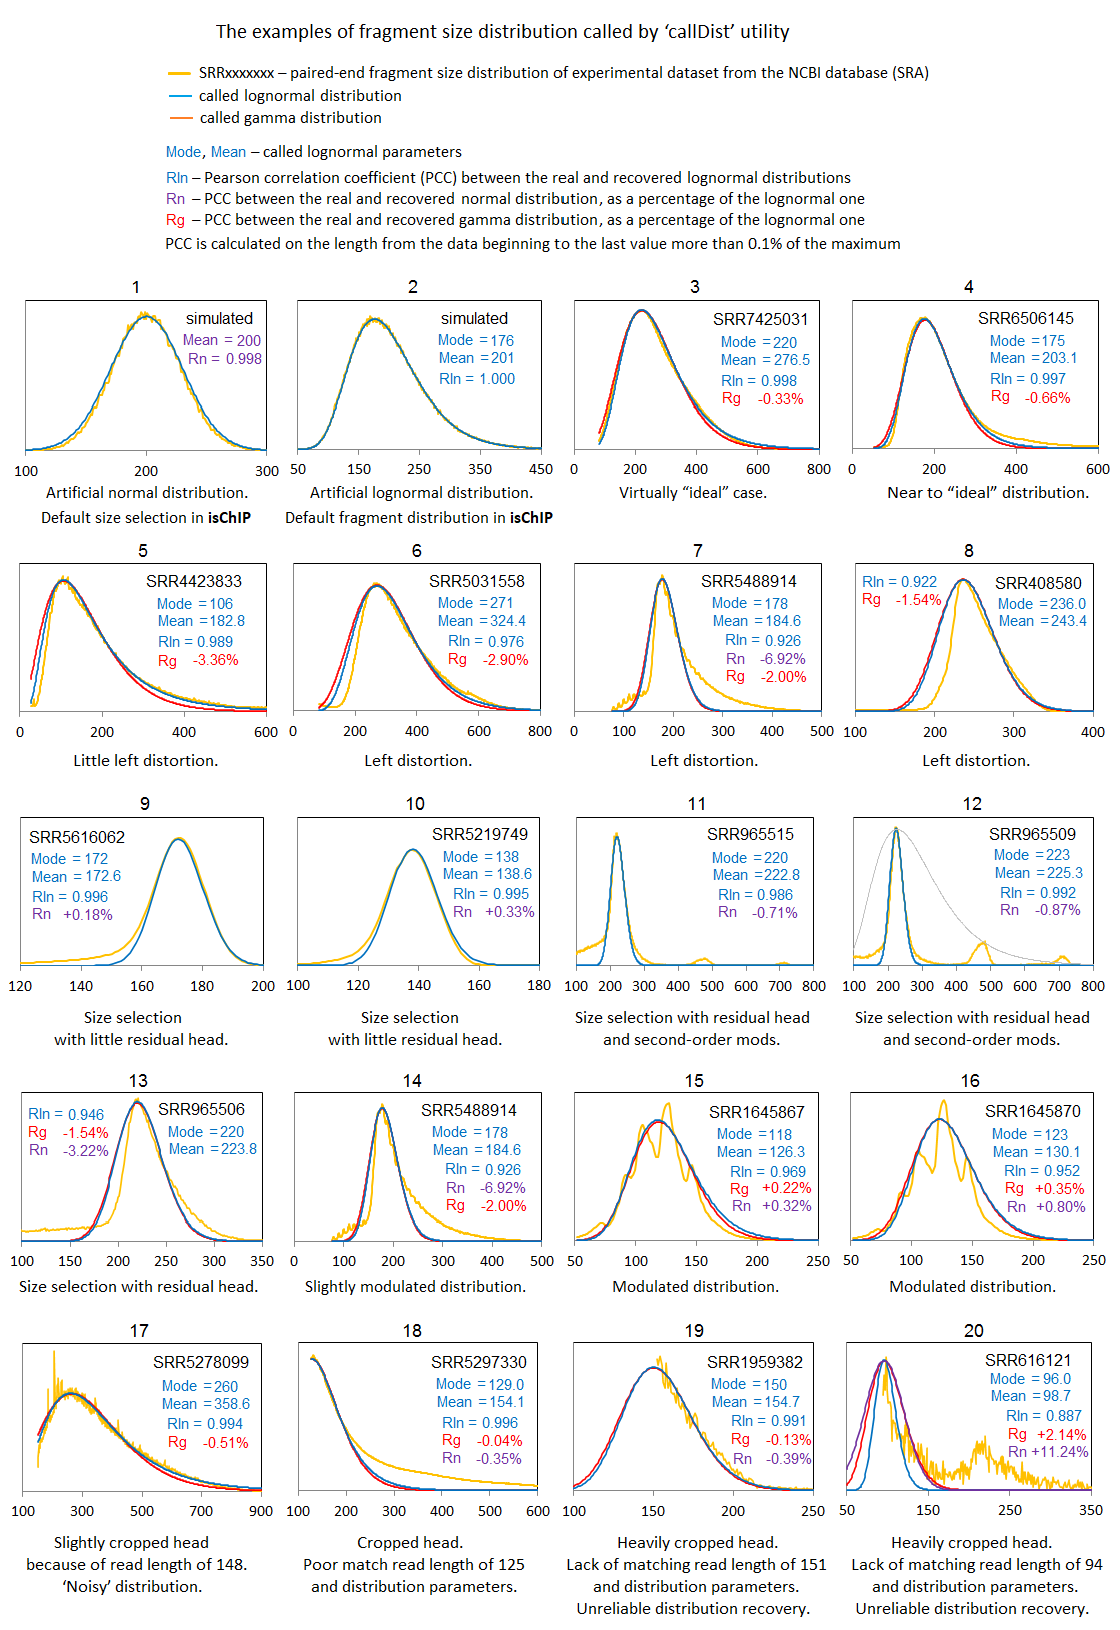 The examples of fragment size distribution called by ‘callDist’ utility
SRRxxxxxxx – paired-end fragment size distribution of experimental dataset from the NCBI database (SRA)
called lognormal distribution
called gamma distribution
Mode, Mean – called lognormal parameters
Rln – Pearson correlation coefficient (PCC) between the real and recovered lognormal distributions
Rn – PCC between the real and recovered normal distribution, as a percentage of the lognormal one
Rg – PCC between the real and recovered gamma distribution, as a percentage of the lognormal one
PCC is calculated on the length from the data beginning to the last value more than 0.1% of the maximum
1
simulated
Mean = 200
Rn = 0.998
100 200 300
Artificial normal distribution.
Default size selection in isChIP
2
simulated
Mode = 176
Mean = 201
Rln = 1.000
50 150 250 350 450
Artificial lognormal distribution.
Default fragment distribution in isChIP
3
SRR7425031
Mode = 220
Mean = 276.5
Rln = 0.998
Rg -0.33%
0 200 400 600 800
Virtually “ideal” case.
4
SRR6506145
Mode = 175
Mean = 203.1
Rln = 0.997
Rg -0.66%
0 200 400 600
Near to “ideal” distribution.
5
SRR4423833
Mode = 106
Mean = 182.8
Rln = 0.989
Rg -3.36%
0 200 400 600
Little left distortion.
6
SRR5031558
Mode = 271
Mean = 324.4
Rln = 0.976
Rg -2.90%
0 200 400 600 800
Left distortion.
7
SRR5488914
Mode = 178
Mean = 184.6
Rln = 0.926
Rn -6.92%
Rg -2.00%
0 100 200 300 400 500
Left distortion.
8
Rln = 0.922
Rg -1.54%
SRR408580
Mode = 236.0
Mean = 243.4
100 200 300 400
Left distortion.
9
SRR5616062
Mode = 172
Mean = 172.6
Rln = 0.996
Rn +0.18%
120 140 160 180 200
Size selection
with little residual head.
10
SRR5219749
Mode = 138
Mean = 138.6
Rln = 0.995
Rn +0.33%
100 120 140 160 180
Size selection
with little residual head.
11
SRR965515
Mode = 220
Mean = 222.8
Rln = 0.986
Rn -0.71%
100 200 300 400 500 600 700 800
Size selection with residual head
and second-order mods.
12
SRR965509
Mode = 223
Mean = 225.3
Rln = 0.992
Rn -0.87%
100 200 300 400 500 600 700 800
Size selection with residual head
and second-order mods.
13
Rln = 0.946
Rg -1.54%
Rn -3.22%
SRR965506
Mode = 220
Mean = 223.8
100 150 200 250 300 350
Size selection with residual head.
14
SRR5488914
Mode = 178
Mean = 184.6
Rln = 0.926
Rn -6.92%
Rg -2.00%
0 100 200 300 400 500
Slightly modulated distribution.
15
SRR1645867
Mode = 118
Mean = 126.3
Rln = 0.969
Rg +0.22%
Rn +0.32%
50 100 150 200 250
Modulated distribution.
16
SRR1645870
Mode = 123
Mean = 130.1
Rln = 0.952
Rg +0.35%
Rn +0.80%
50 100 150 200 250
Modulated distribution.
17
SRR5278099
Mode = 260
Mean = 358.6
Rln = 0.994
Rg -0.51%
100 300 500 700 900
Slightly cropped head
because of read length of 148.
‘Noisy’ distribution.
18
SRR5297330
Mode = 129.0
Mean = 154.1
Rln = 0.996
Rg -0.04%
Rn -0.35%
100 200 300 400 500 600
Cropped head.
Poor match read length of 125
and distribution parameters.
19
SRR1959382
Mode = 150
Mean = 154.7
Rln = 0.991
Rg -0.13%
Rn -0.39%
100 150 200 250
Heavily cropped head.
Lack of matching read length of 151
and distribution parameters.
Unreliable distribution recovery.
20
SRR616121
Mode = 96.0
Mean = 98.7
Rln = 0.887
Rg +2.14%
Rn +11.24%
50 150 250 350
Heavily cropped head.
Lack of matching read length of 94
and distribution parameters.
Unreliable distribution recovery.